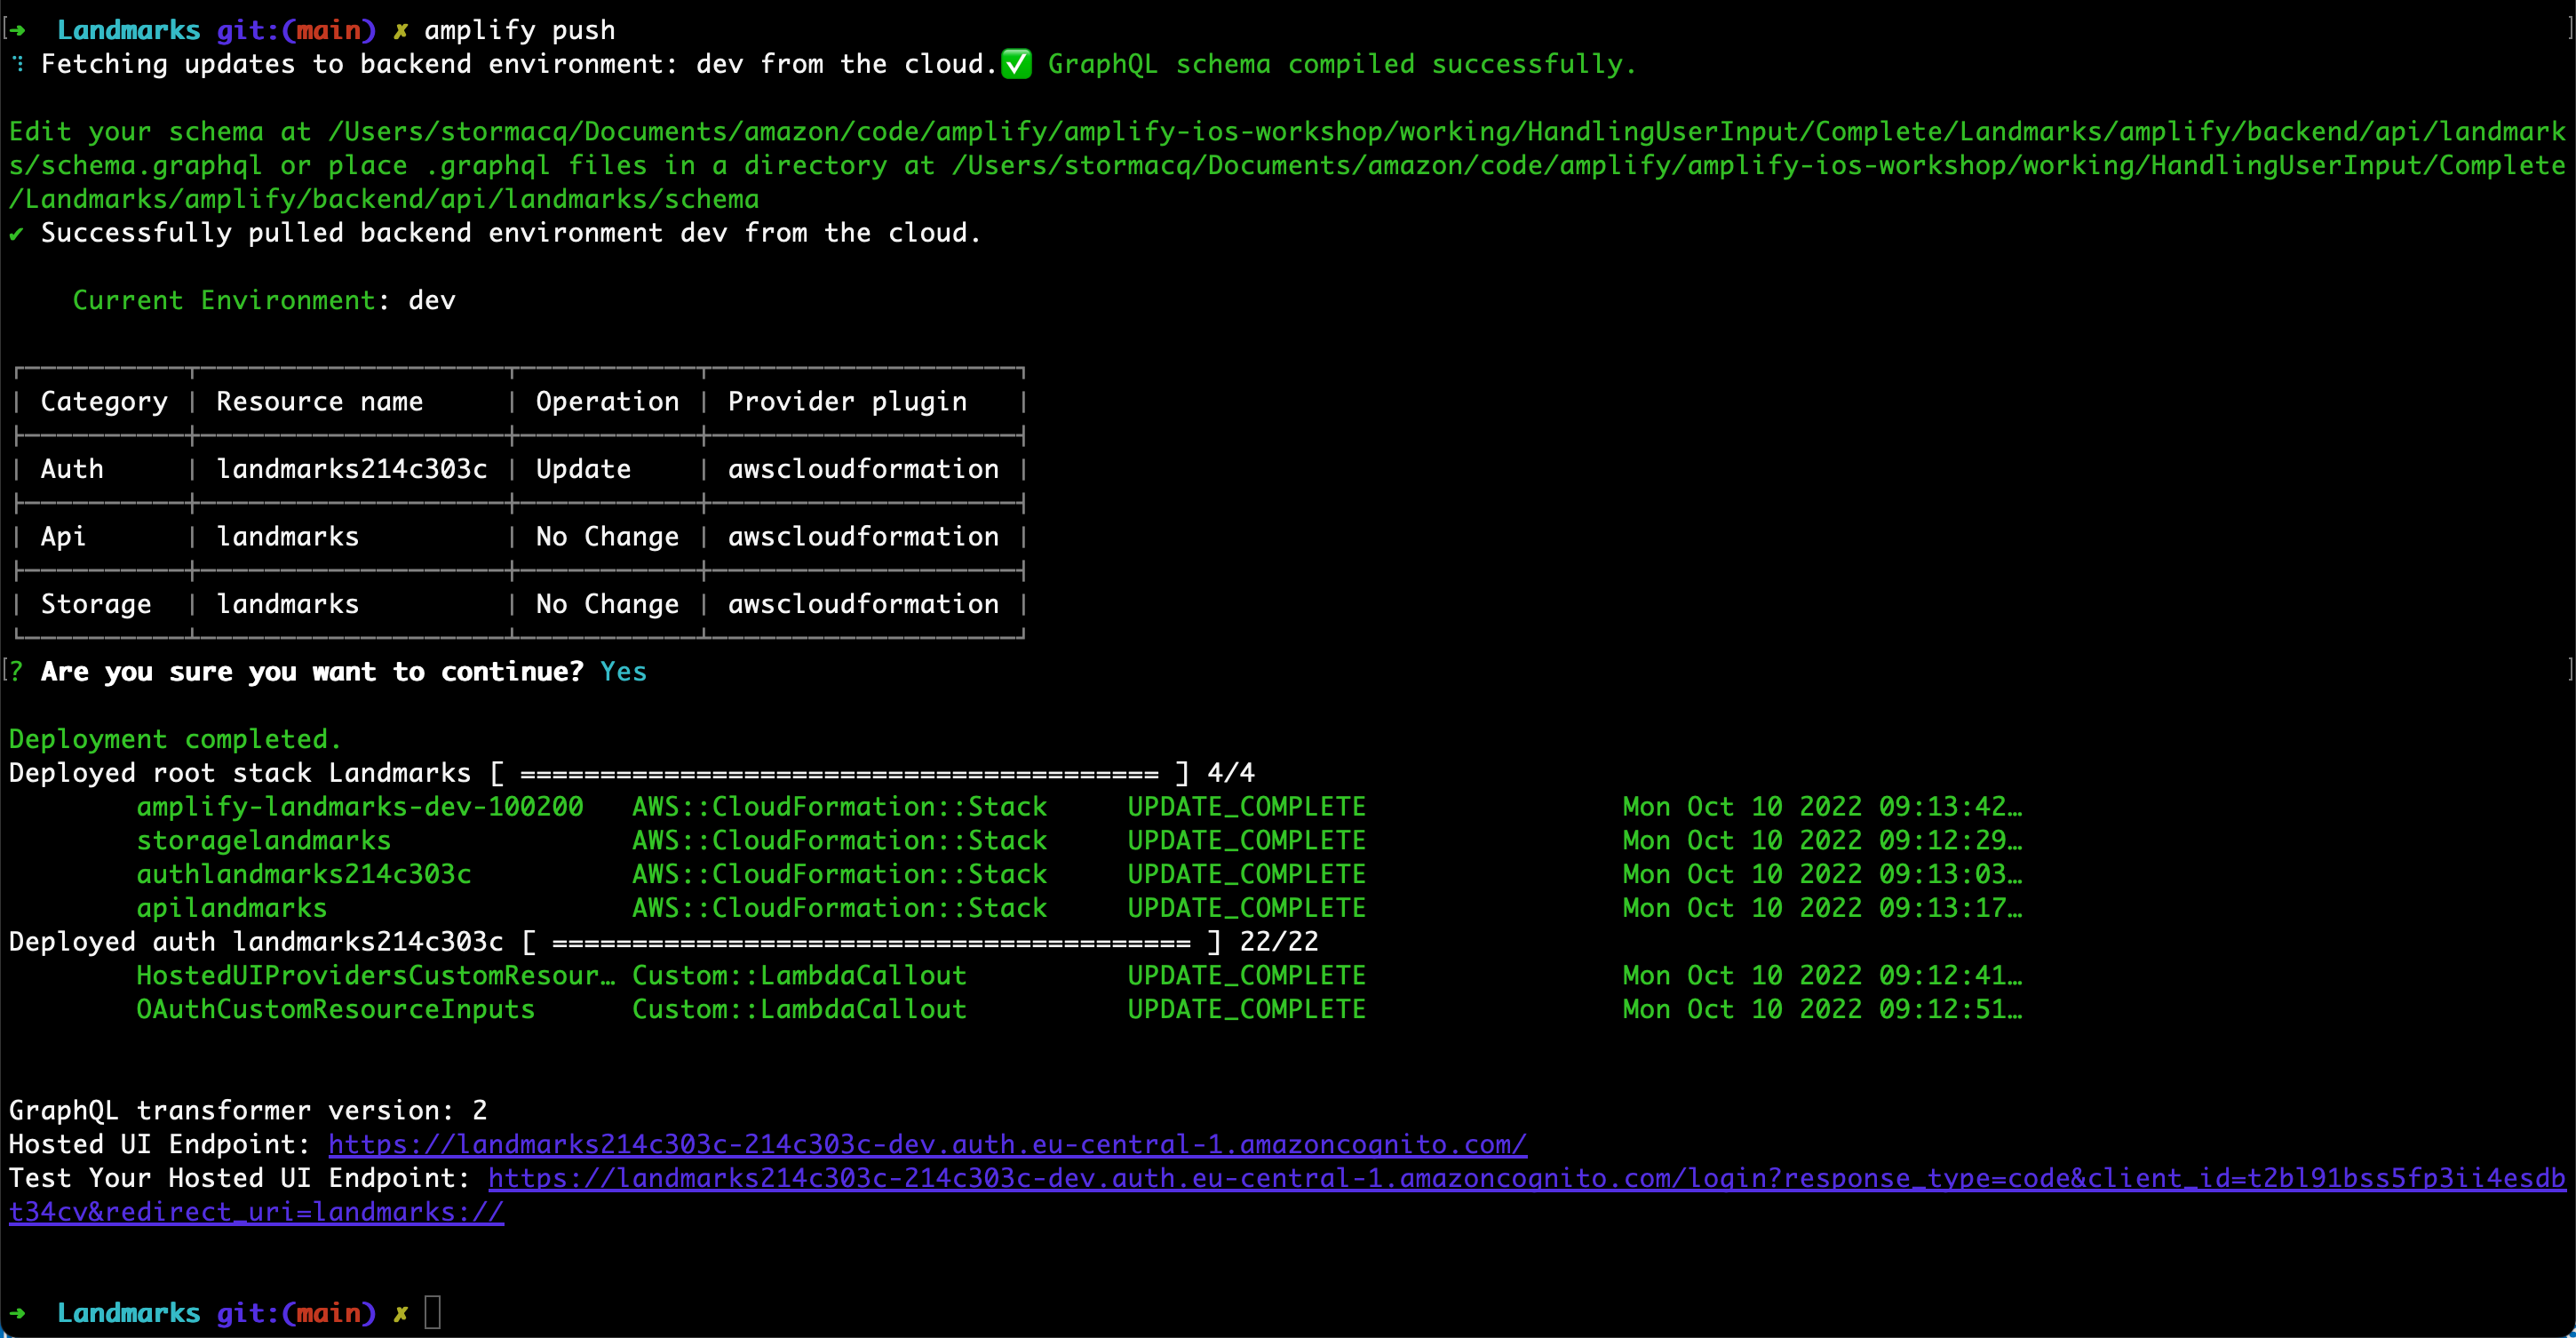 ➜  Landmarks git:(main) ✗ amplify push
⠹ Fetching updates to backend environment: dev from the cloud.✅ GraphQL schema compiled successfully.
Edit your schema at /Users/stormacq/Documents/amazon/code/amplify/amplify-ios-workshop/working/HandlingUserInput/Complete/Landmarks/amplify/backend/api/landmark
s/schema.graphql or place .graphql files in a directory at /Users/stormacq/Documents/amazon/code/amplify/amplify-ios-workshop/working/HandlingUserInput/Complete
/Landmarks/amplify/backend/api/landmarks/schema
✔ Successfully pulled backend environment dev from the cloud.
Current Environment: dev
| Category | Resource name | Operation | Provider plugin |
| Auth | landmarks214c303c | Update | awscloudformation |
| Api | landmarks | No Change | awscloudformation |
| Storage | landmarks | No Change | awscloudformation |
? Are you sure you want to continue? Yes
Deployment completed.
Deployed root stack Landmarks [ ======================================== ] 4/4
amplify-landmarks-dev-100200 AWS::CloudFormation::Stack UPDATE_COMPLETE Mon Oct 10 2022 09:13:42…
storagelandmarks AWS::CloudFormation::Stack UPDATE_COMPLETE Mon Oct 10 2022 09:12:29…
authlandmarks214c303c AWS::CloudFormation::Stack UPDATE_COMPLETE Mon Oct 10 2022 09:13:03…
apilandmarks AWS::CloudFormation::Stack UPDATE_COMPLETE Mon Oct 10 2022 09:13:17…
Deployed auth landmarks214c303c [ ======================================== ] 22/22
HostedUIProvidersCustomResour… Custom::LambdaCallout UPDATE_COMPLETE Mon Oct 10 2022 09:12:41…
OAuthCustomResourceInputs Custom::LambdaCallout UPDATE_COMPLETE Mon Oct 10 2022 09:12:51…
GraphQL transformer version: 2
Hosted UI Endpoint: https://landmarks214c303c-214c303c-dev.auth.eu-central-1.amazoncognito.com/
Test Your Hosted UI Endpoint: https://landmarks214c303c-214c303c-dev.auth.eu-central-1.amazoncognito.com/login?response_type=code&client_id=t2bl91bss5fp3ii4esdb
t34cv&redirect_uri=landmarks://
➜  Landmarks git:(main) ✗